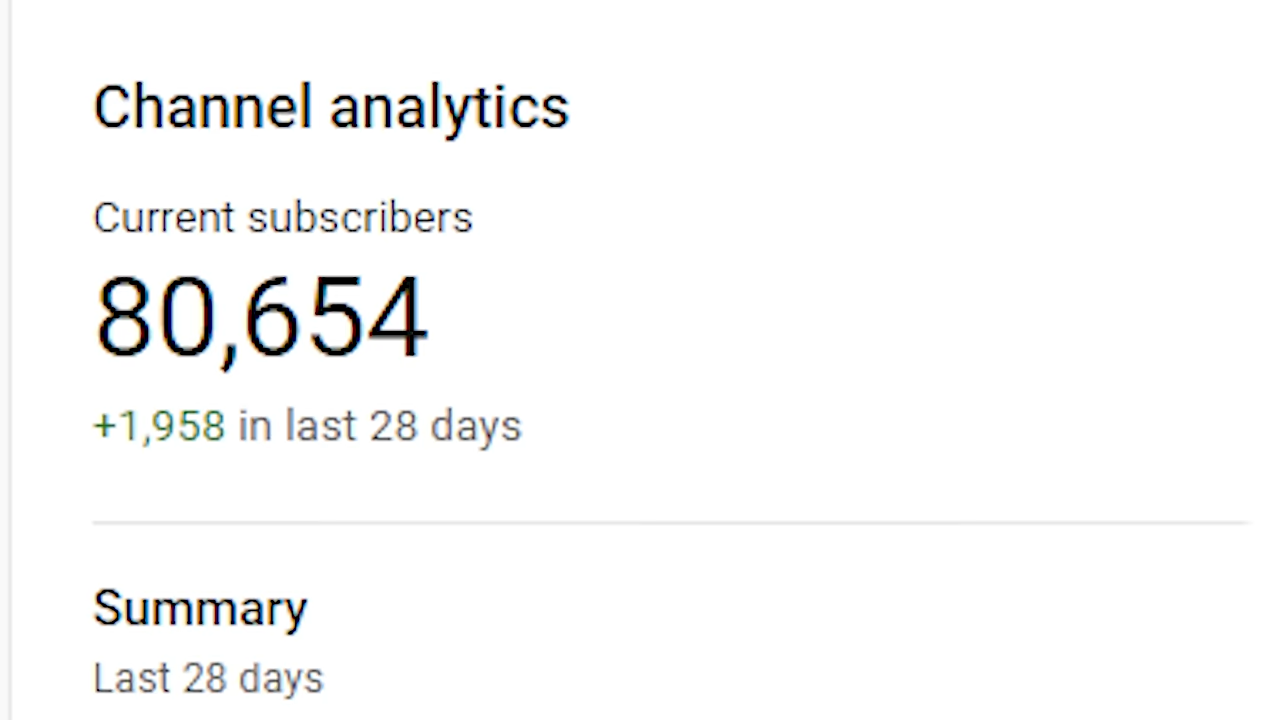 Channel analytics
Current subscribers
80,654
+1,958 in last 28 days
Summary
Last 28 days